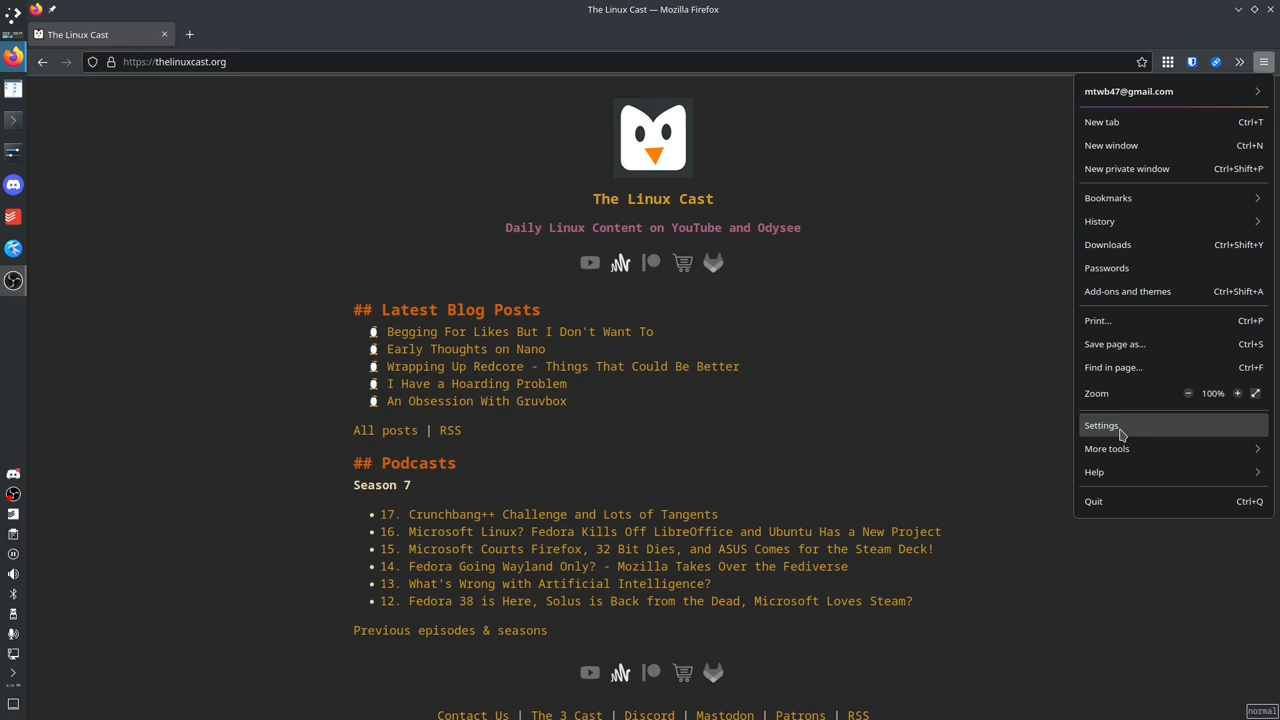 The Linux Cast — Mozilla Firefox
The Linux Cast
https://thelinuxcast.org
The Linux Cast
Daily Linux Content on YouTube and Odysee
## Latest Blog Posts
Begging For Likes But I Don't Want To
Early Thoughts on Nano
Wrapping Up Redcore - Things That Could Be Better
I Have a Hoarding Problem
An Obsession With Gruvbox
All posts | RSS
## Podcasts
Season 7
17. Crunchbang++ Challenge and Lots of Tangents
16. Microsoft Linux? Fedora Kills Off LibreOffice and Ubuntu Has a New Project
15. Microsoft Courts Firefox, 32 Bit Dies, and ASUS Comes for the Steam Deck!
14. Fedora Going Wayland Only? - Mozilla Takes Over the Fediverse
13. What's Wrong with Artificial Intelligence?
12. Fedora 38 is Here, Solus is Back from the Dead, Microsoft Loves Steam?
Previous episodes & seasons
Contact Us | The 3 Cast | Discord | Mastodon | Patrons | RSS
mtwb47@gmail.com
New tab Ctrl+T
New window Ctrl+N
New private window Ctrl+Shift+P
Bookmarks
History
Downloads Ctrl+Shift+Y
Passwords
Add-ons and themes Ctrl+Shift+A
Print... Ctrl+P
Save page as... Ctrl+S
Find in page... Ctrl+F
Zoom 100%
Settings
More tools
Help
Quit Ctrl+Q
normal